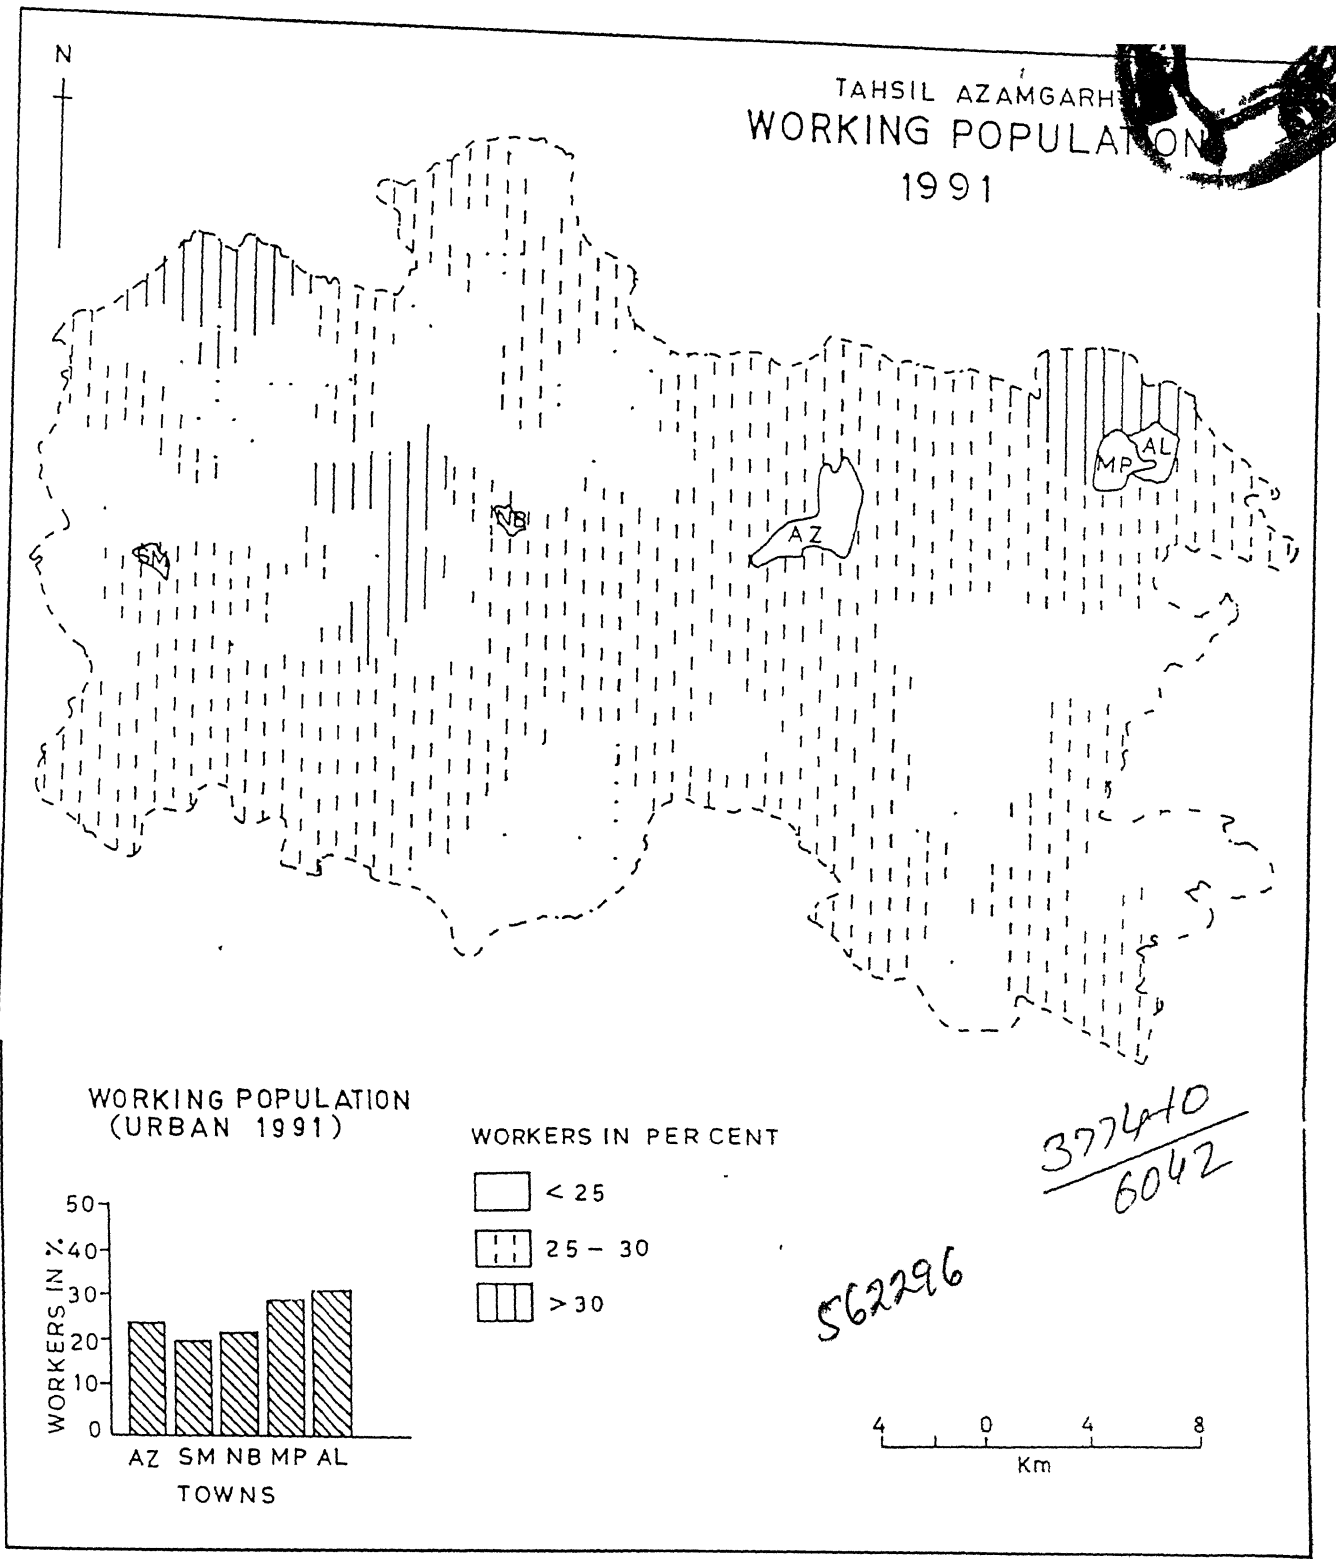 N
TAHSIL AZAMGARH
WORKING POPULATION
1991
AL
MP
NB
AZ
SM
WORKING POPULATION
(URBAN 1991)
WORKERS IN PER CENT
< 25
25 - 30
> 30
377410
6042
562296
WORKERS IN %
50
40
30
20
10
0
AZ SM NB MP AL
TOWNS
4 0 4 8
Km